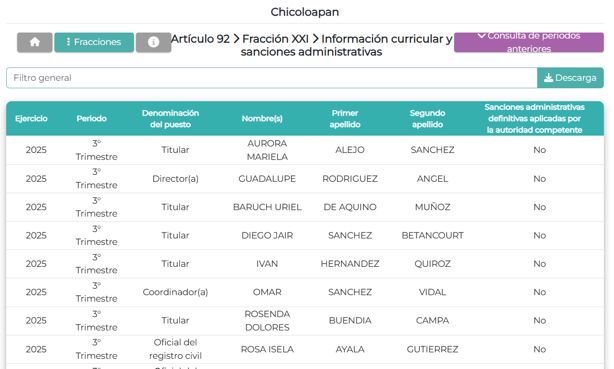 Chicoloapan
Fracciones
Artículo 92 > Fracción XXI > Información curricular y
sanciones administrativas
Consulta de periodos
anteriores
Filtro general
Descarga
Ejercicio Periodo Denominación del puesto Nombre(s) Primer apellido Segundo apellido Sanciones administrativas definitivas aplicadas por la autoridad competente
2025 3° Trimestre Titular AURORA MARIELA ALEJO SANCHEZ No
2025 3° Trimestre Director(a) GUADALUPE RODRIGUEZ ANGEL No
2025 3° Trimestre Titular BARUCH URIEL DE AQUINO MUÑOZ No
2025 3° Trimestre Titular DIEGO JAIR SANCHEZ BETANCOURT No
2025 3° Trimestre Titular IVAN HERNANDEZ QUIROZ No
2025 3° Trimestre Coordinador(a) OMAR SANCHEZ VIDAL No
2025 3° Trimestre Titular ROSENDA DOLORES BUENDIA CAMPA No
2025 3° Trimestre Oficial del registro civil ROSA ISELA AYALA GUTIERREZ No